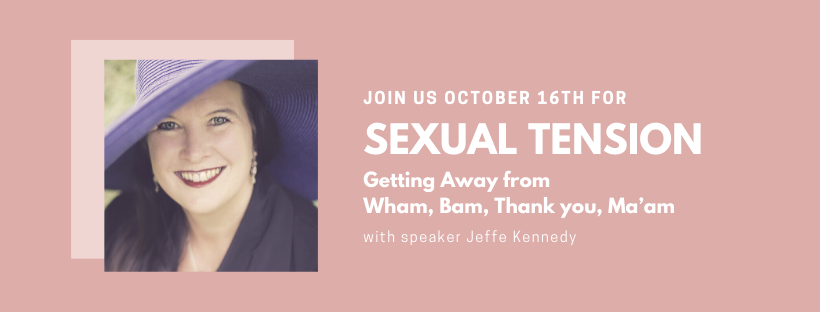 JOIN US OCTOBER 16TH FOR
SEXUAL TENSION
Getting Away from
Wham, Bam, Thank you, Ma’am
with speaker Jeffe Kennedy